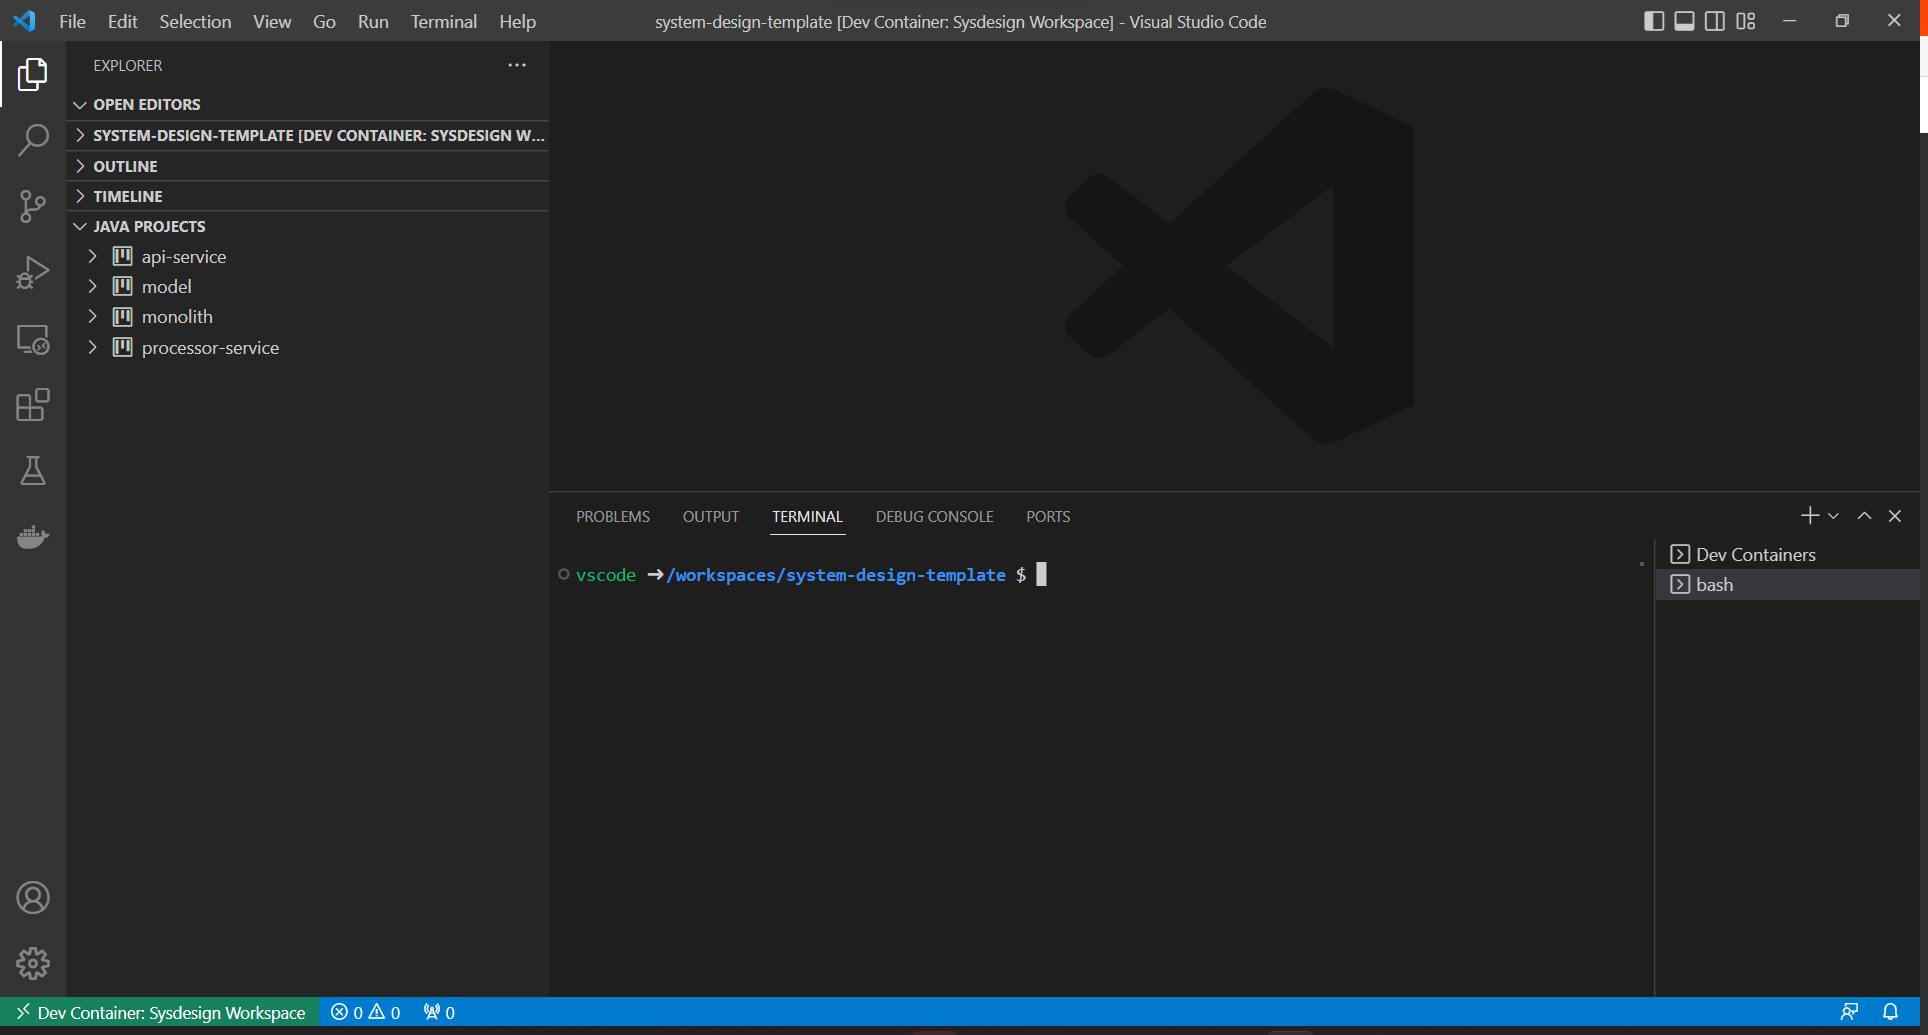 File Edit Selection View Go Run Terminal Help
system-design-template [Dev Container: Sysdesign Workspace] - Visual Studio Code
EXPLORER
OPEN EDITORS
SYSTEM-DESIGN-TEMPLATE [DEV CONTAINER: SYSDESIGN W...
OUTLINE
TIMELINE
JAVA PROJECTS
api-service
model
monolith
processor-service
PROBLEMS OUTPUT TERMINAL DEBUG CONSOLE PORTS
vscode ➜/workspaces/system-design-template $
Dev Containers
bash
Dev Container: Sysdesign Workspace 0 0 0